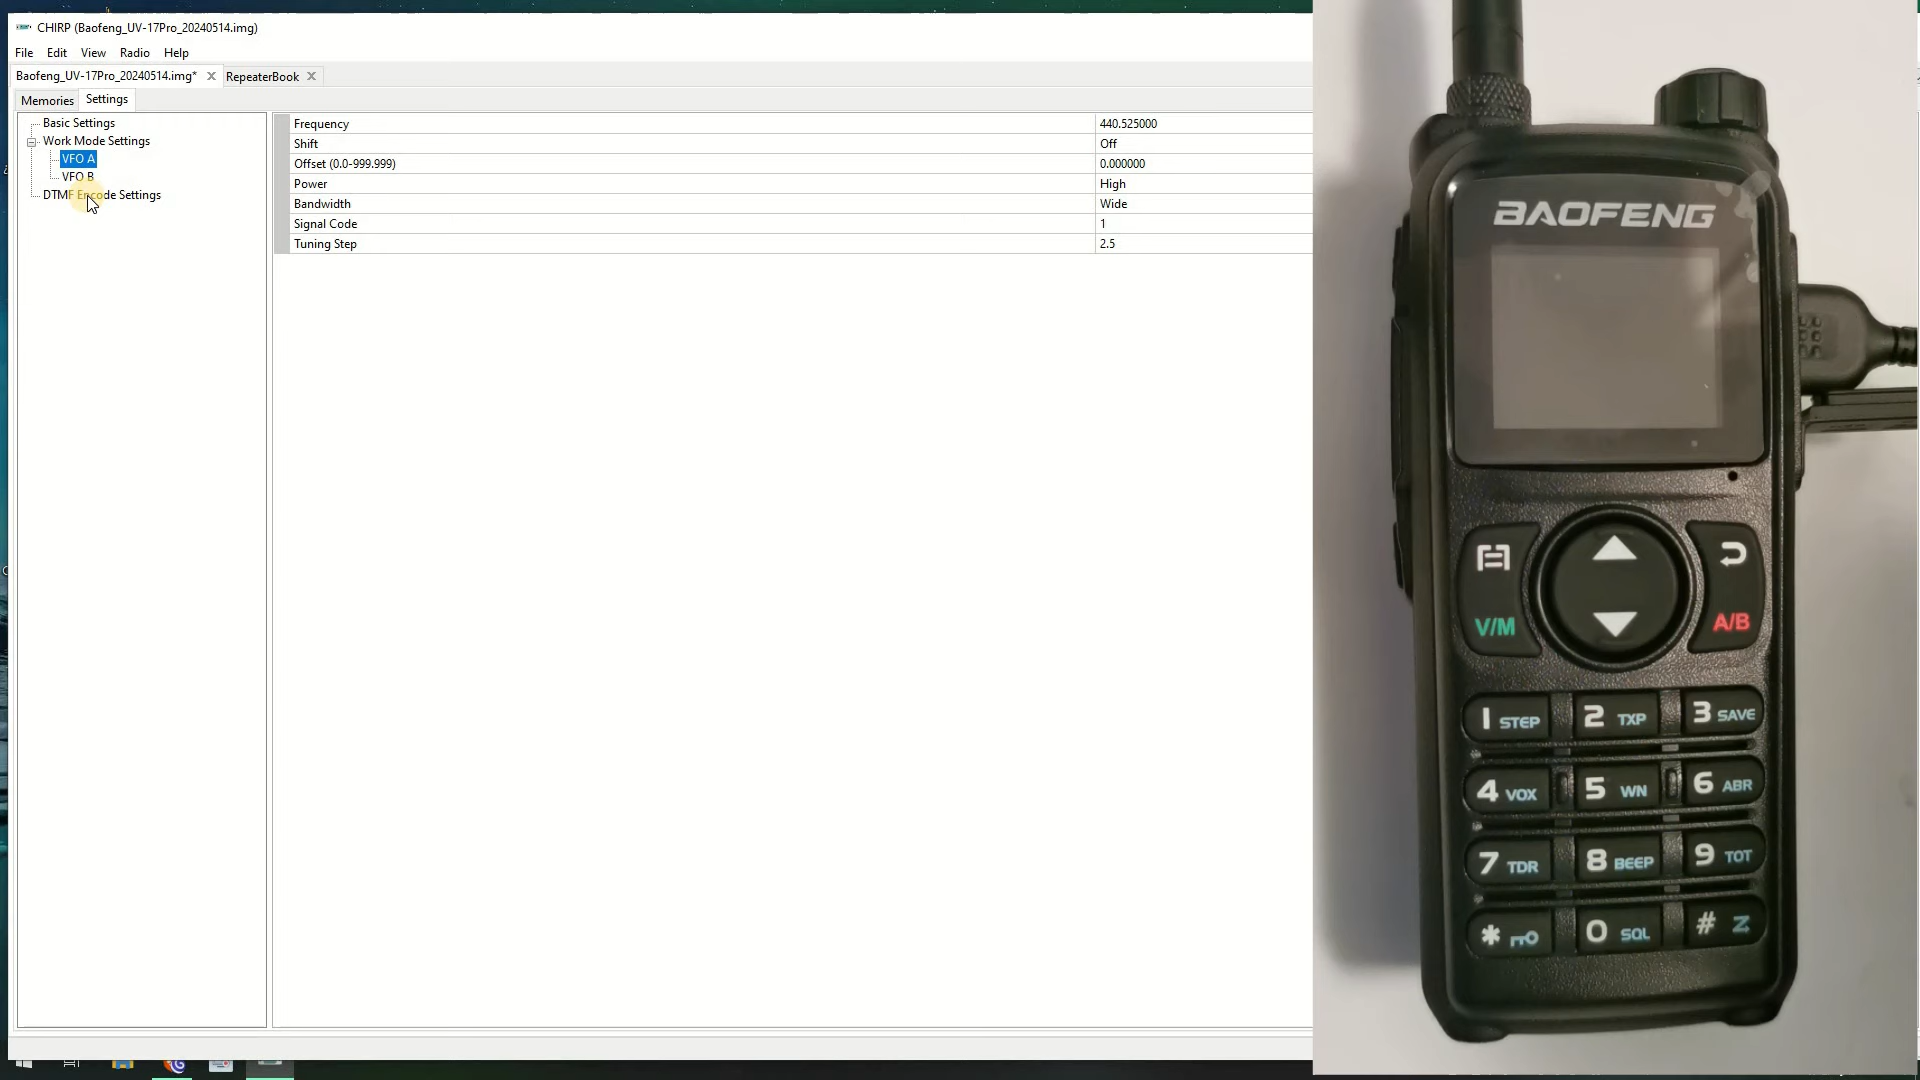 CHIRP (Baofeng_UV-17Pro_20240514.img)
File Edit View Radio Help
Baofeng_UV-17Pro_20240514.img* RepeaterBook
Memories Settings
Basic Settings
Work Mode Settings
VFO A
VFO B
DTMF Encode Settings
Frequency 440.525000
Shift Off
Offset (0.0-999.999) 0.000000
Power High
Bandwidth Wide
Signal Code 1
Tuning Step 2.5
BAOFENG
V/M A/B
1 STEP 2 TXP 3 SAVE
4 VOX 5 WN 6 ABR
7 TDR 8 BEEP 9 TOT
* 0 SQL # Z